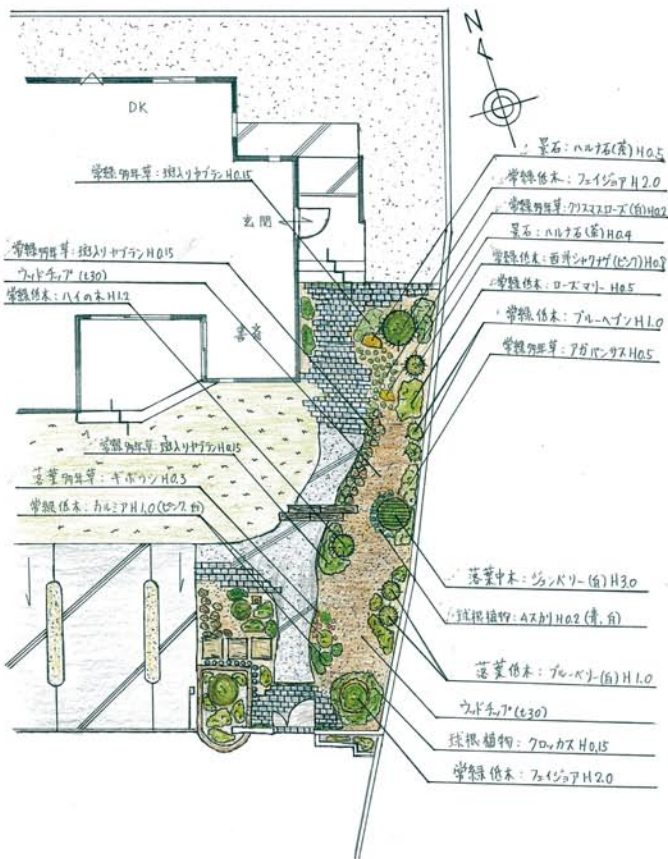 N
DK
常緑多年草：斑入りヤブラン H0.15
玄関
常緑多年草：斑入りヤブラン H0.15
ウッドチップ (t30)
常緑低木：ハイの木 H1.2
書斎
常緑多年草：斑入りヤブラン H0.15
落葉多年草：ギボウシ H0.3
常緑低木：カルミア H1.0 (ピンク,白)
景石：ハルナ石(茶) H0.5
常緑低木：フェイジョア H2.0
常緑多年草：クリスマスローズ(白) H0.2
景石：ハルナ石(茶) H0.4
常緑低木：西洋シャクナゲ(ピンク) H0.8
常緑低木：ローズマリー H0.5
常緑低木：ブルーヘブン H1.0
常緑多年草：アガパンサス H0.5
落葉中木：ジュンベリー(白) H3.0
球根植物：ムスカリ H0.2 (青,白)
落葉低木：ブルーベリー(白) H1.0
ウッドチップ (t30)
球根植物：クロッカス H0.15
常緑低木：フェイジョア H2.0